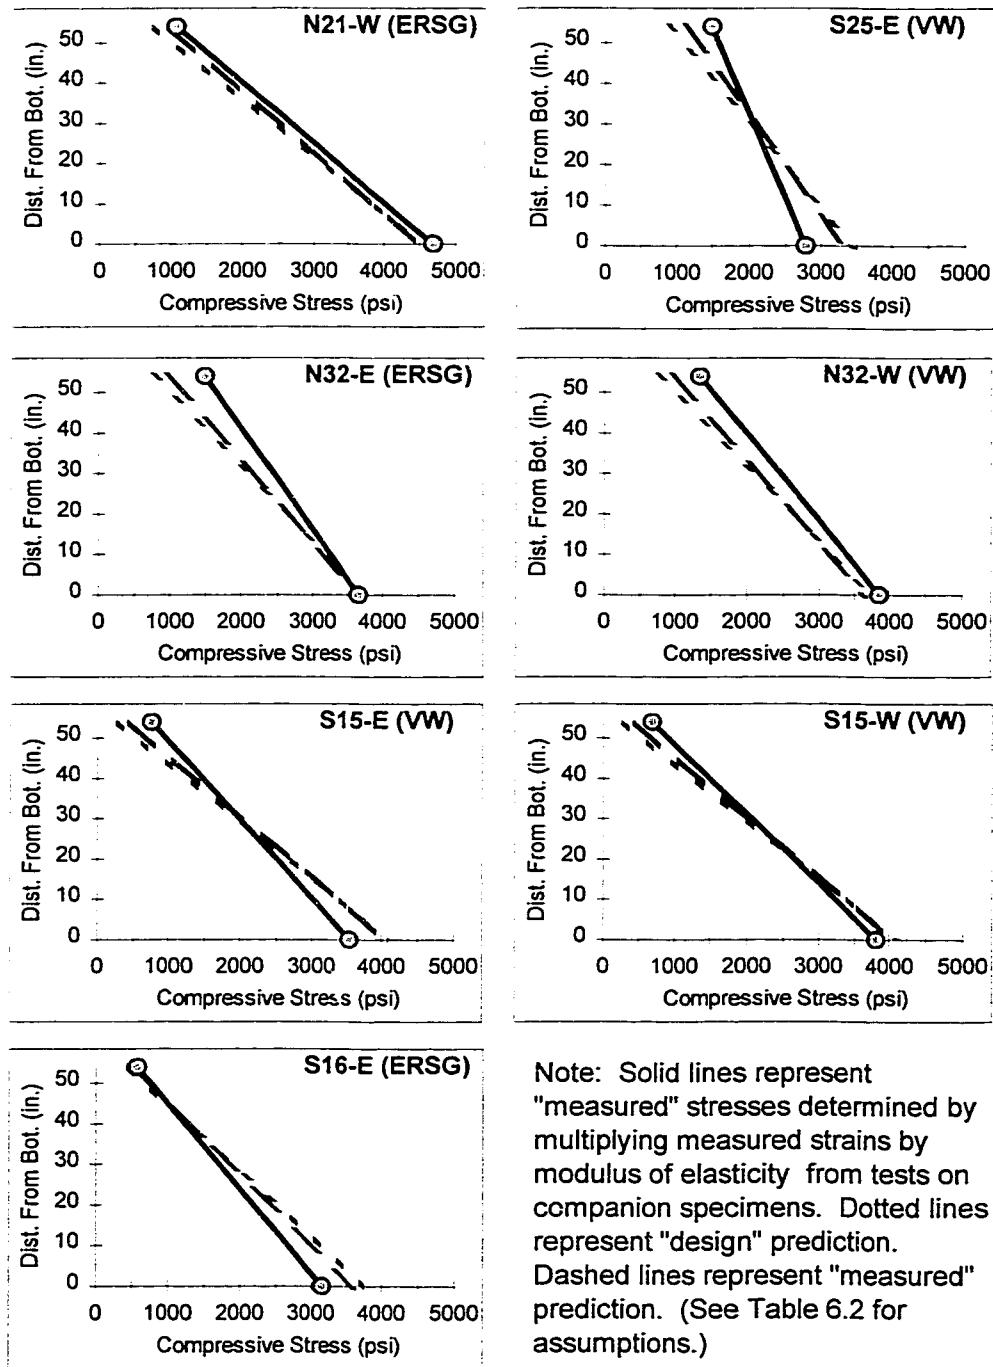 N21-W (ERSG)
Dist. From Bot. (in.)
50
40
30
20
10
0
0 1000 2000 3000 4000 5000
Compressive Stress (psi)
S25-E (VW)
Dist. From Bot. (in.)
50
40
30
20
10
0
0 1000 2000 3000 4000 5000
Compressive Stress (psi)
N32-E (ERSG)
Dist. From Bot. (in.)
50
40
30
20
10
0
0 1000 2000 3000 4000 5000
Compressive Stress (psi)
N32-W (VW)
Dist. From Bot. (in.)
50
40
30
20
10
0
0 1000 2000 3000 4000 5000
Compressive Stress (psi)
S15-E (VW)
Dist. From Bot. (in.)
50
40
30
20
10
0
0 1000 2000 3000 4000 5000
Compressive Stress (psi)
S15-W (VW)
Dist. From Bot. (in.)
50
40
30
20
10
0
0 1000 2000 3000 4000 5000
Compressive Stress (psi)
S16-E (ERSG)
Dist. From Bot. (in.)
50
40
30
20
10
0
0 1000 2000 3000 4000 5000
Compressive Stress (psi)
Note: Solid lines represent
"measured" stresses determined by
multiplying measured strains by
modulus of elasticity from tests on
companion specimens. Dotted lines
represent "design" prediction.
Dashed lines represent "measured"
prediction. (See Table 6.2 for
assumptions.)